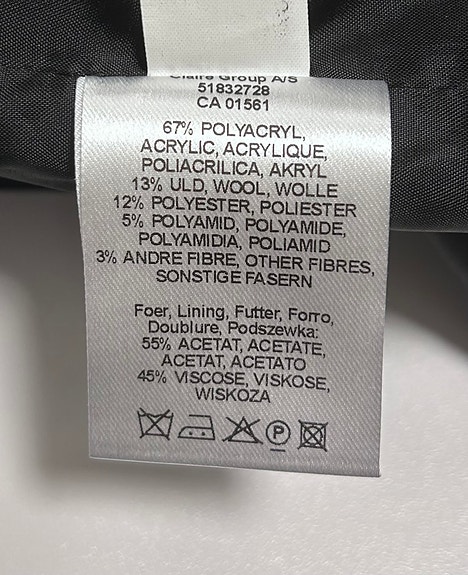 Claire Group A/S
51832728
CA 01561
67% POLYACRYL,
ACRYLIC, ACRYLIQUE,
POLIACRILICA, AKRYL
13% ULD, WOOL, WOLLE
12% POLYESTER, POLIESTER
5% POLYAMID, POLYAMIDE,
POLYAMIDIA, POLIAMID
3% ANDRE FIBRE, OTHER FIBRES,
SONSTIGE FASERN
Foer, Lining, Futter, Forro,
Doublure, Podszewka:
55% ACETAT, ACETATE,
ACETAT, ACETATO
45% VISCOSE, VISKOSE,
WISKOZA
P